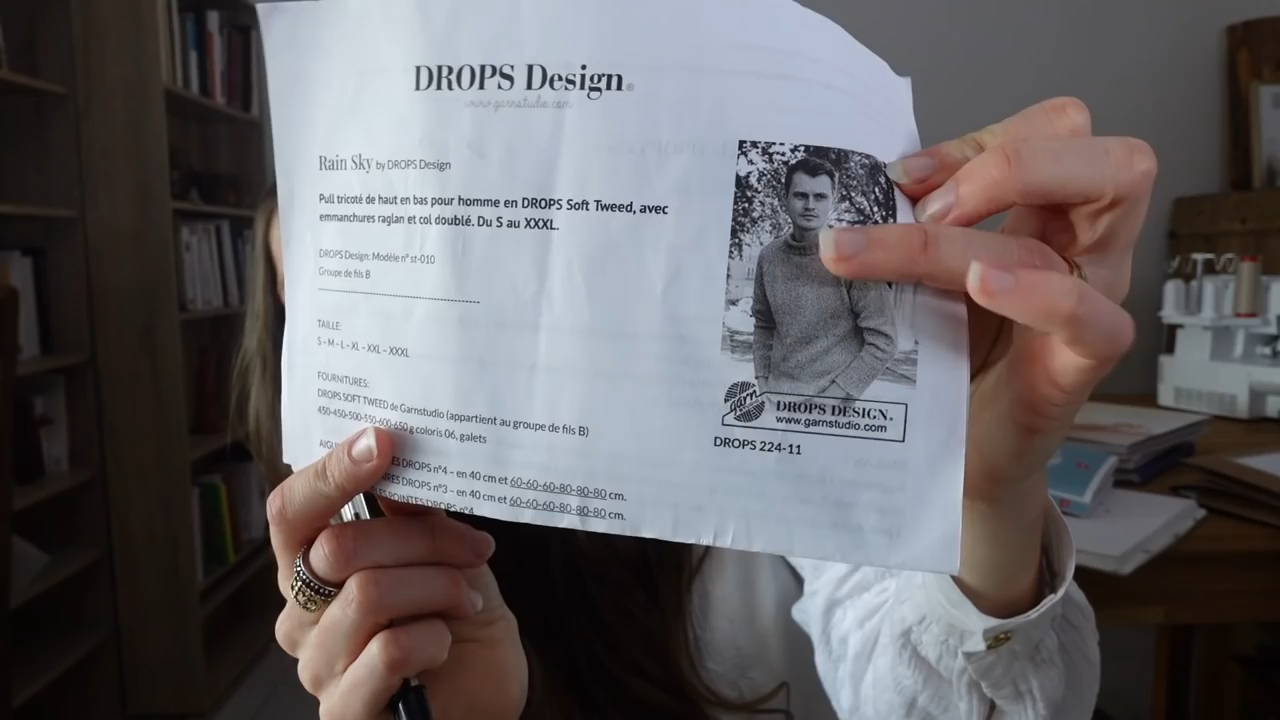 DROPS Design®
www.garnstudio.com
Rain Sky by DROPS Design
Pull tricoté de haut en bas pour homme en DROPS Soft Tweed, avec
emmanchures raglan et col doublé. Du S au XXXL.
DROPS Design: Modèle n° st-010
Groupe de fils B
TAILLE:
S – M – L – XL – XXL – XXXL
FOURNITURES:
DROPS SOFT TWEED de Garnstudio (appartient au groupe de fils B)
450-450-500-550-600-650 g coloris 06, galets
DROPS n°4 – en 40 cm et 60-60-60-80-80-80 cm.
DROPS n°3 – en 40 cm et 60-60-60-80-80-80 cm.
POINTES DROPS n°4
garn
DROPS DESIGN.
www.garnstudio.com
DROPS 224-11